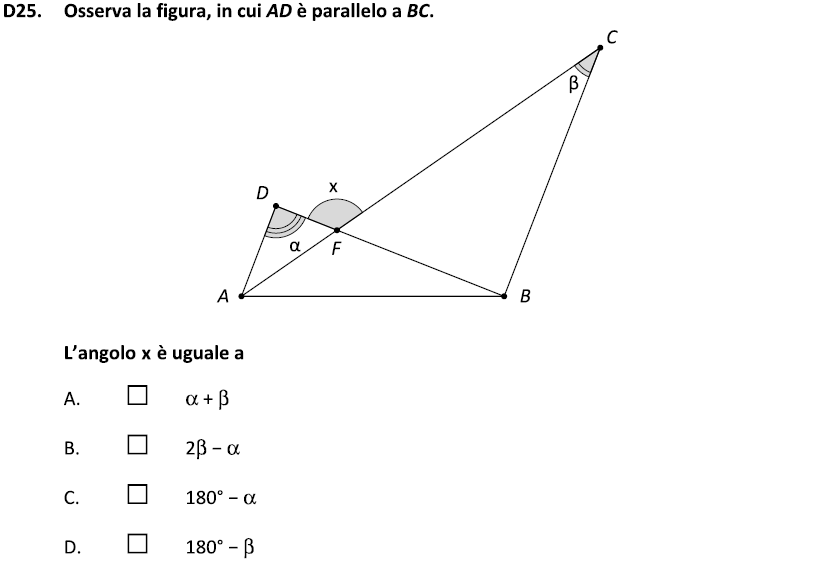 D25. Osserva la figura, in cui AD è parallelo a BC.
C
β
D
x
α
F
A
B
L'angolo x è uguale a
A. □ α + β
B. □ 2β – α
C. □ 180° – α
D. □ 180° – β